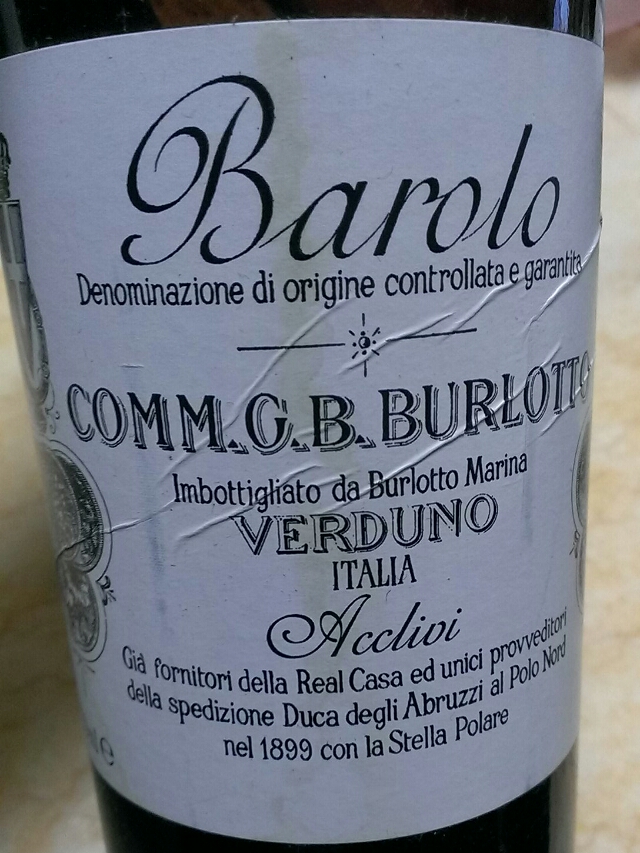 Barolo
Denominazione di origine controllata e garantita
COMM. G. B. BURLOTTO
Imbottigliato da Burlotto Marina
VERDUNO
ITALIA
Acclivi
Già fornitori della Real Casa ed unici provveditori
della spedizione Duca degli Abruzzi al Polo Nord
nel 1899 con la Stella Polare